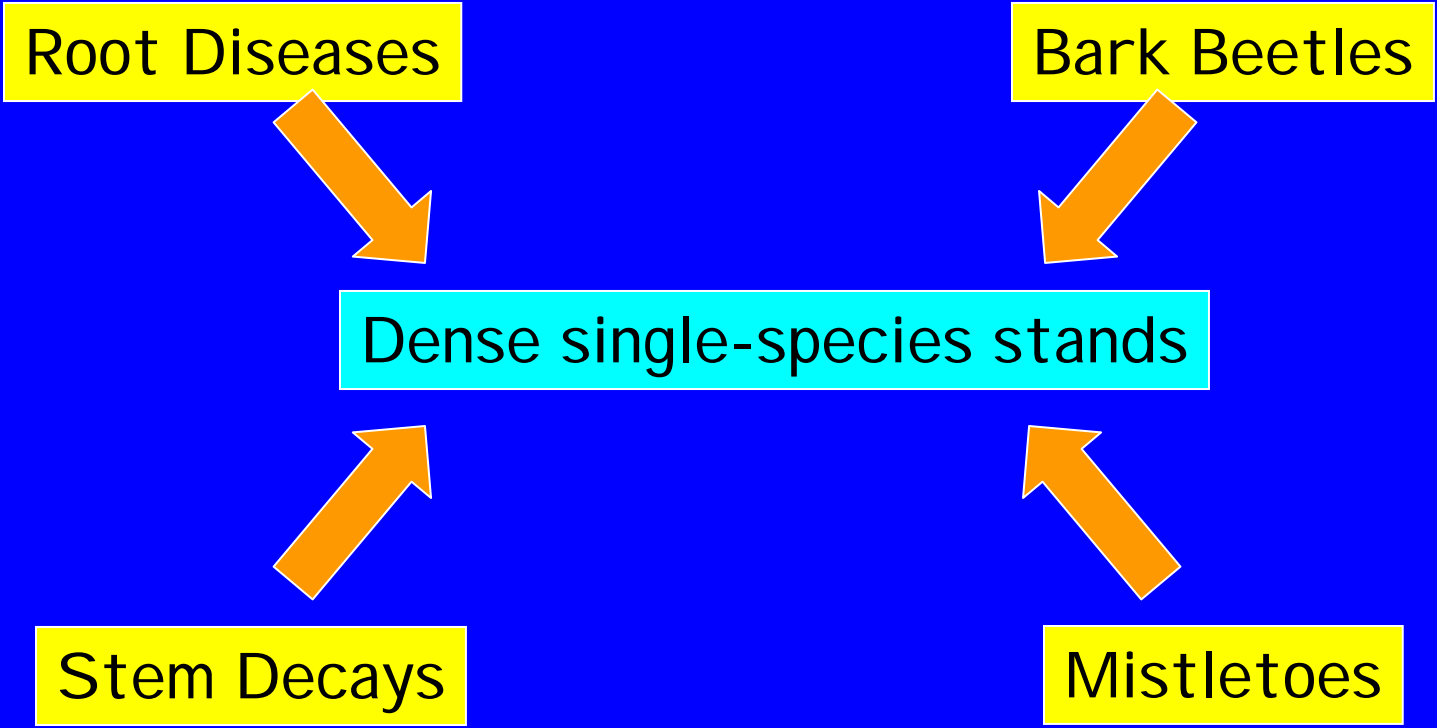 Root Diseases
Bark Beetles
Dense single-species stands
Stem Decays
Mistletoes